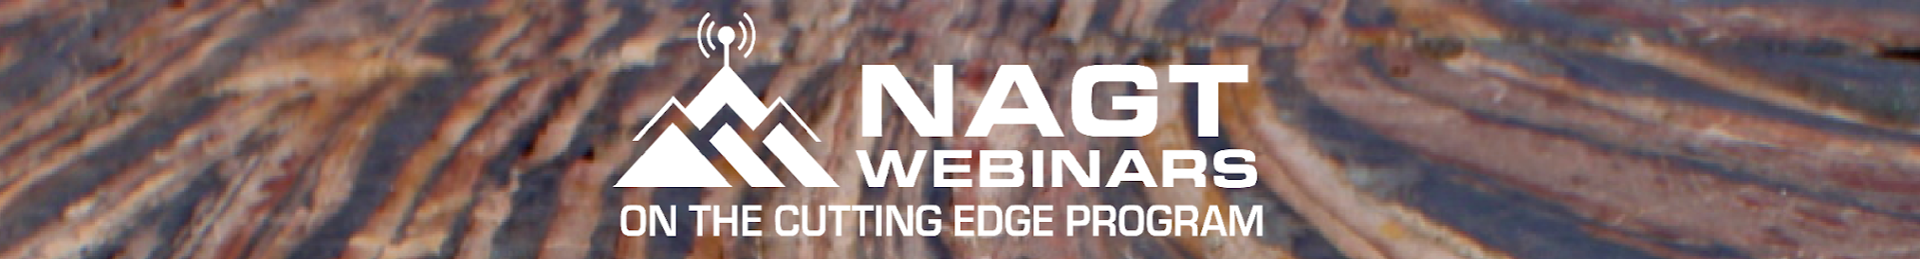 NAGT
WEBINARS
ON THE CUTTING EDGE PROGRAM